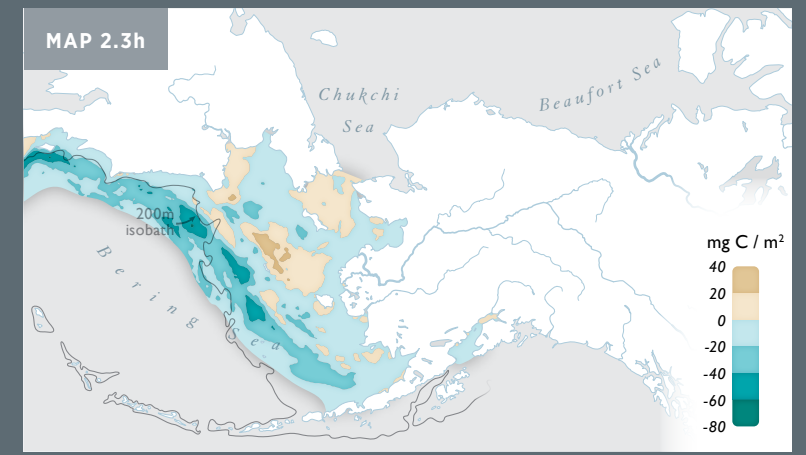 MAP 2.3h
Chukchi
Sea
Beaufort Sea
200m
isobath
Bering Sea
mg C / m²
40
20
0
-20
-40
-60
-80